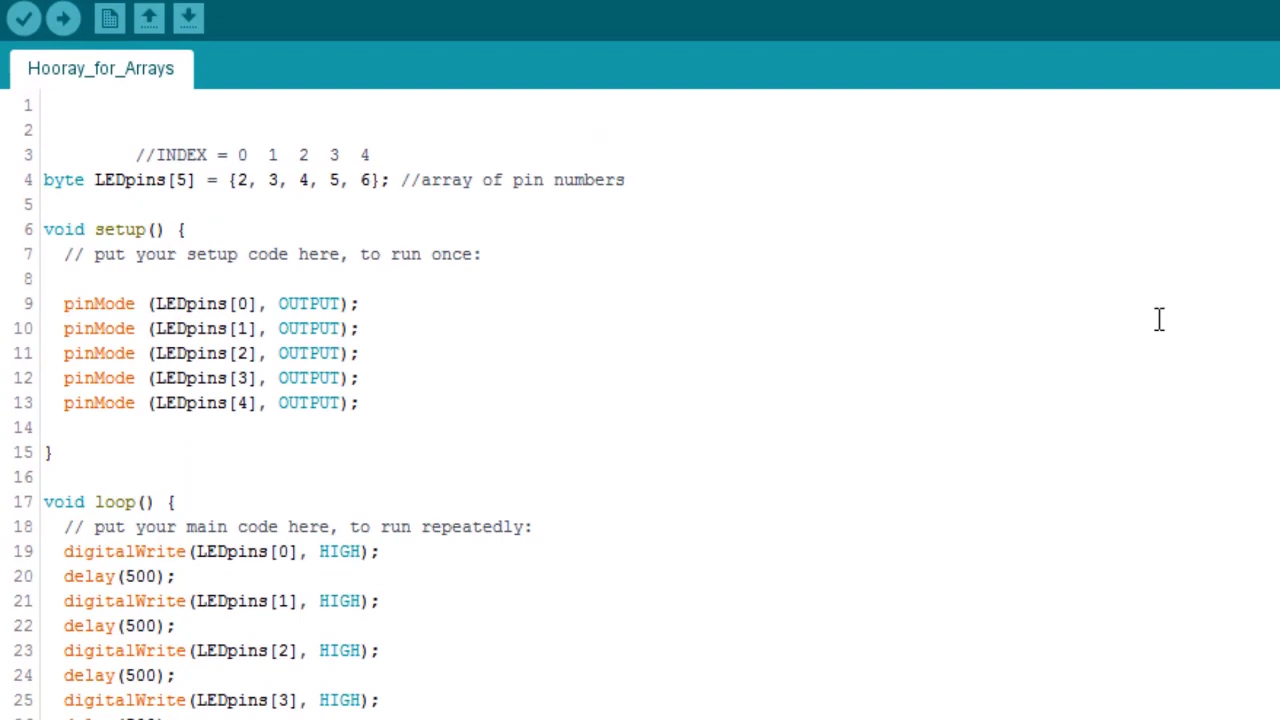 Hooray_for_Arrays
1
2
3 //INDEX = 0 1 2 3 4
4 byte LEDpins[5] = {2, 3, 4, 5, 6}; //array of pin numbers
5
6 void setup() {
7 // put your setup code here, to run once:
8
9 pinMode (LEDpins[0], OUTPUT);
10 pinMode (LEDpins[1], OUTPUT);
11 pinMode (LEDpins[2], OUTPUT);
12 pinMode (LEDpins[3], OUTPUT);
13 pinMode (LEDpins[4], OUTPUT);
14
15 }
16
17 void loop() {
18 // put your main code here, to run repeatedly:
19 digitalWrite(LEDpins[0], HIGH);
20 delay(500);
21 digitalWrite(LEDpins[1], HIGH);
22 delay(500);
23 digitalWrite(LEDpins[2], HIGH);
24 delay(500);
25 digitalWrite(LEDpins[3], HIGH);